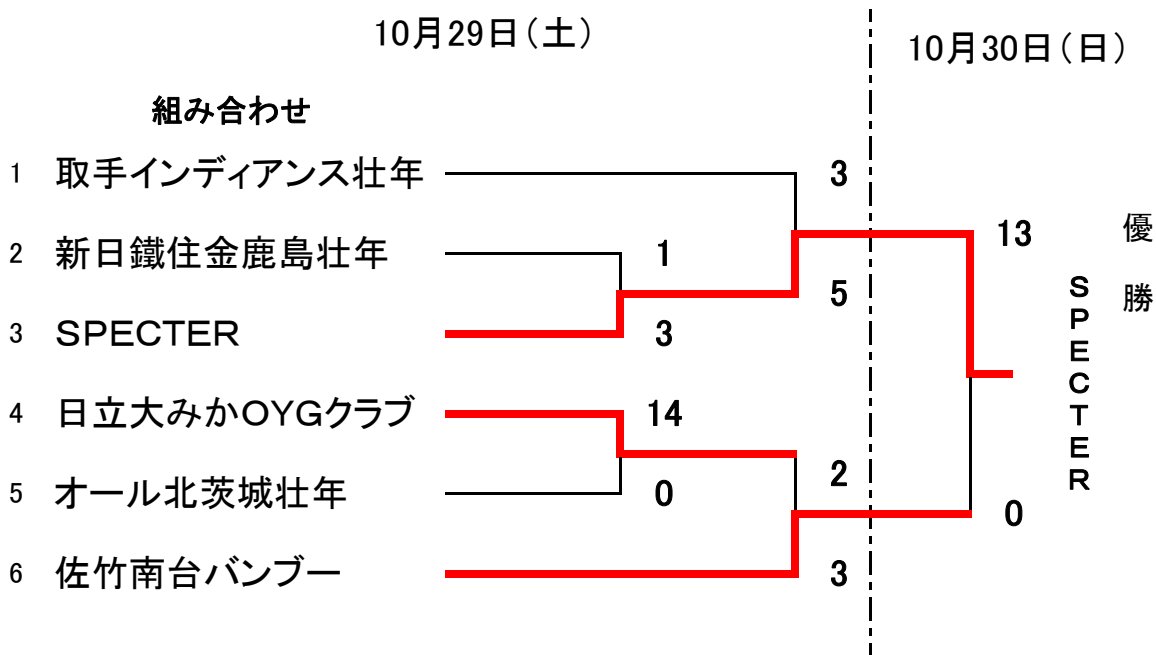 10月29日（土）
10月30日（日）
組み合わせ
1 取手インディアンス壮年
3
2 新日鐵住金鹿島壮年
1
13
5
3 SPECTER
3
4 日立大みかOYGクラブ
14
2
5 オール北茨城壮年
0
0
6 佐竹南台バンブー
3
優勝
SPECTER